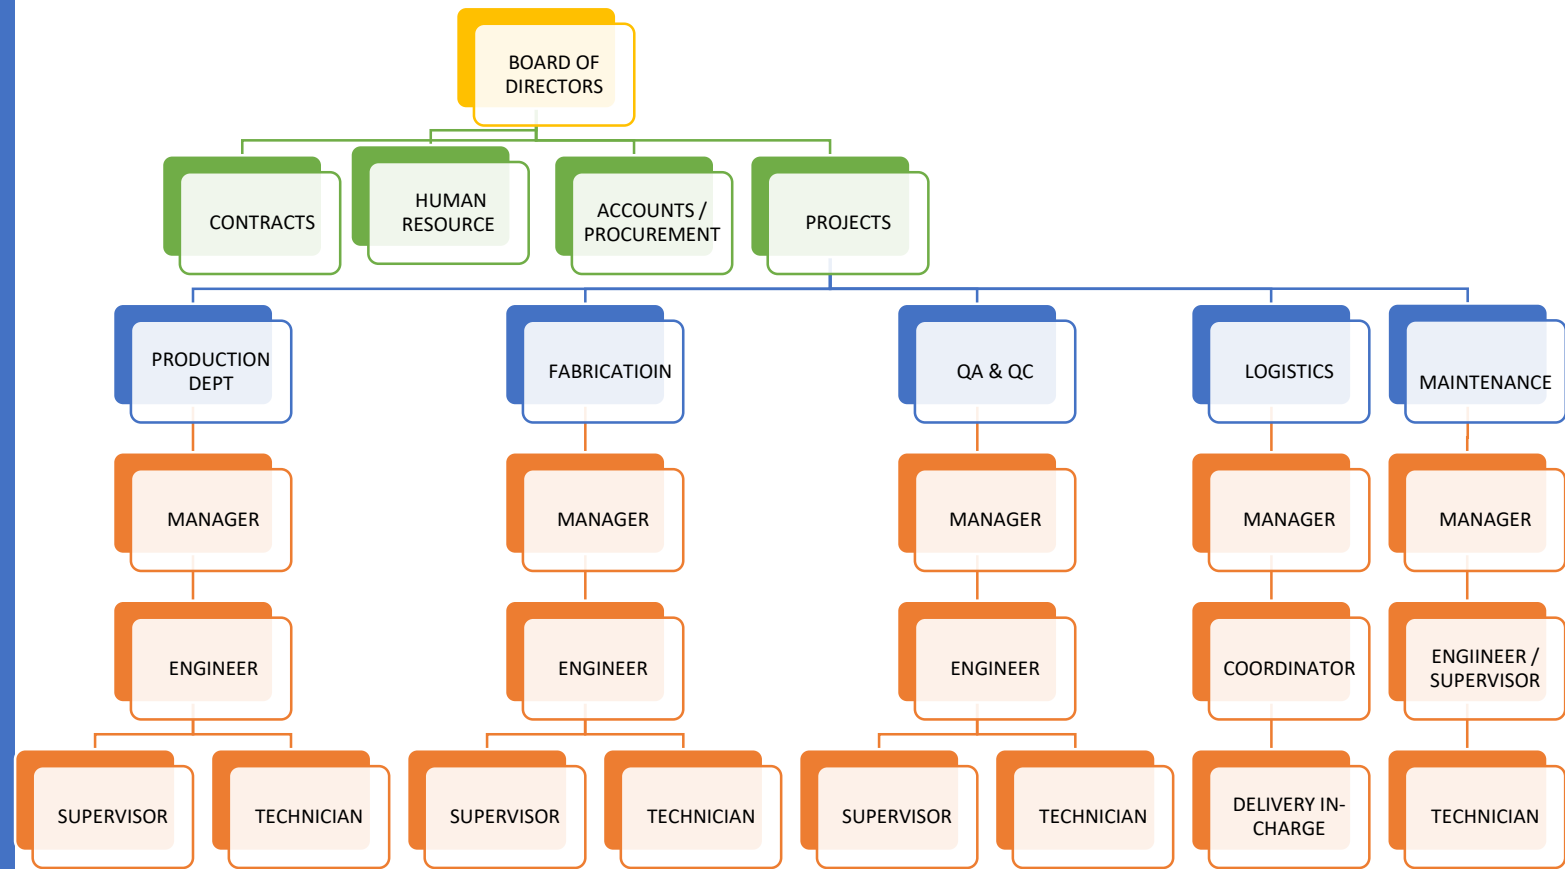 BOARD OF
DIRECTORS
CONTRACTS
HUMAN
RESOURCE
ACCOUNTS /
PROCUREMENT
PROJECTS
PRODUCTION
DEPT
FABRICATIOIN
QA & QC
LOGISTICS
MAINTENANCE
MANAGER
MANAGER
MANAGER
MANAGER
MANAGER
ENGINEER
ENGINEER
ENGINEER
COORDINATOR
ENGIINEER /
SUPERVISOR
SUPERVISOR
TECHNICIAN
SUPERVISOR
TECHNICIAN
SUPERVISOR
TECHNICIAN
DELIVERY IN-
CHARGE
TECHNICIAN